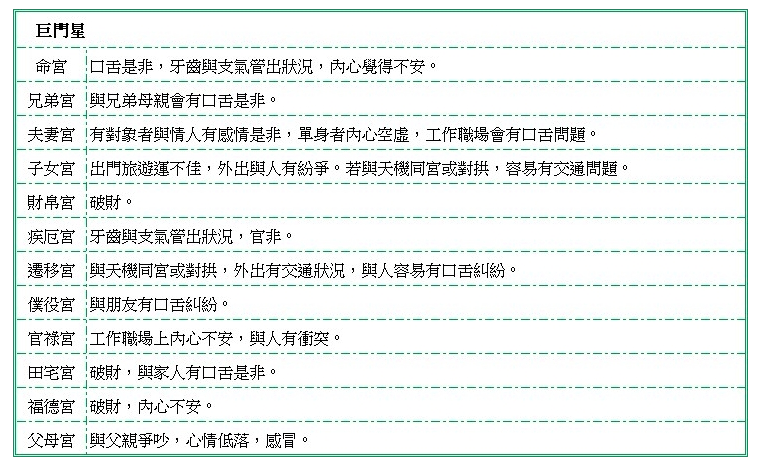 巨門星
命宮 口舌是非，牙齒與支氣管出狀況，內心覺得不安。
兄弟宮 與兄弟母親會有口舌是非。
夫妻宮 有對象者與情人有感情是非，單身者內心空虛，工作職場會有口舌問題。
子女宮 出門旅遊運不佳，外出與人有紛爭。若與天機同宮或對拱，容易有交通問題。
財帛宮 破財。
疾厄宮 牙齒與支氣管出狀況，官非。
遷移宮 與天機同宮或對拱，外出有交通狀況，與人容易有口舌糾紛。
僕役宮 與朋友有口舌糾紛。
官祿宮 工作職場上內心不安，與人有衝突。
田宅宮 破財，與家人有口舌是非。
福德宮 破財，內心不安。
父母宮 與父親爭吵，心情低落，感冒。